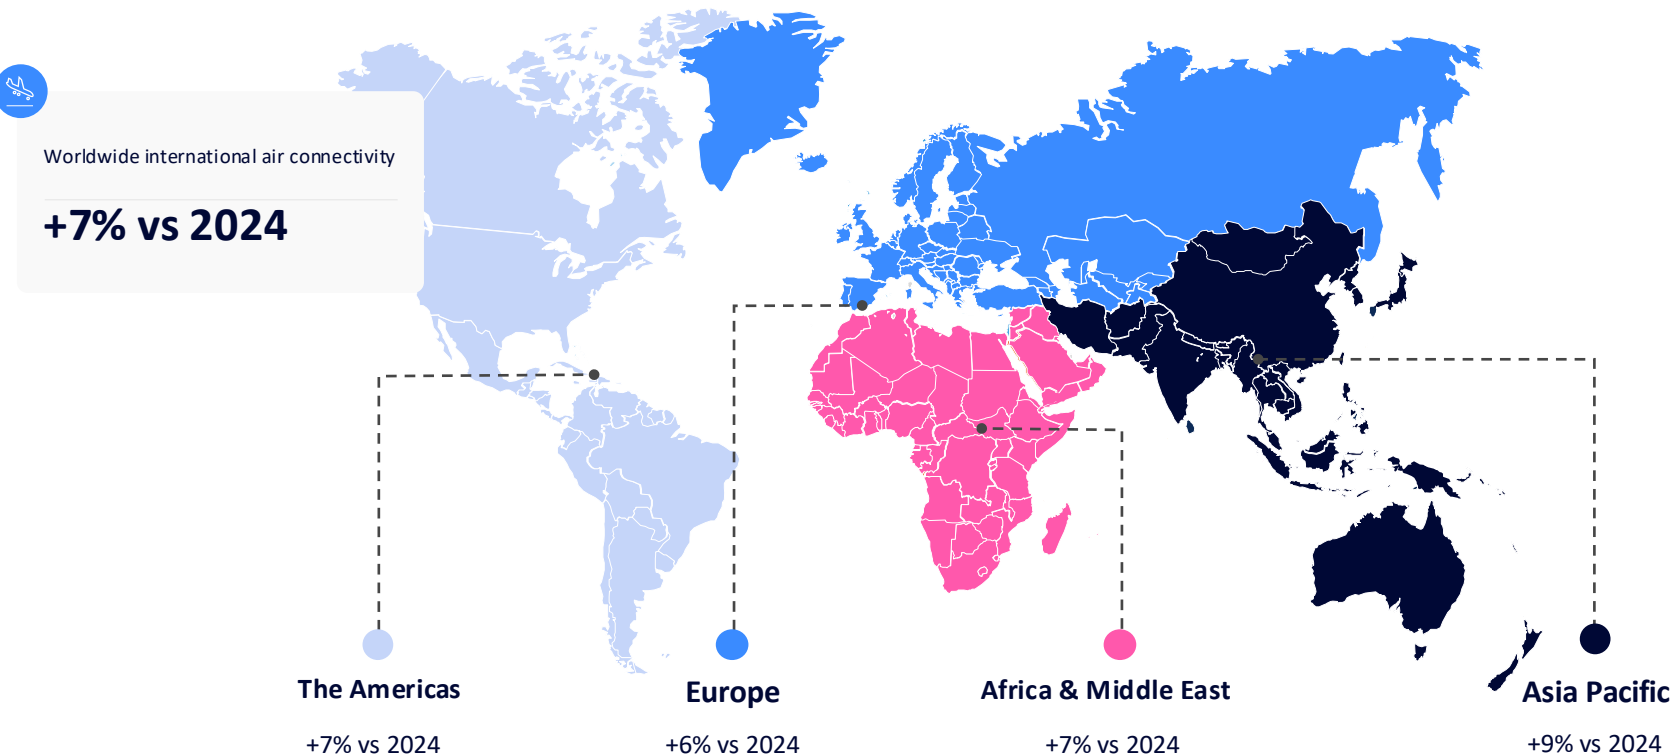 Worldwide international air connectivity
+7% vs 2024
The Americas
+7% vs 2024
Europe
+6% vs 2024
Africa & Middle East
+7% vs 2024
Asia Pacific
+9% vs 2024